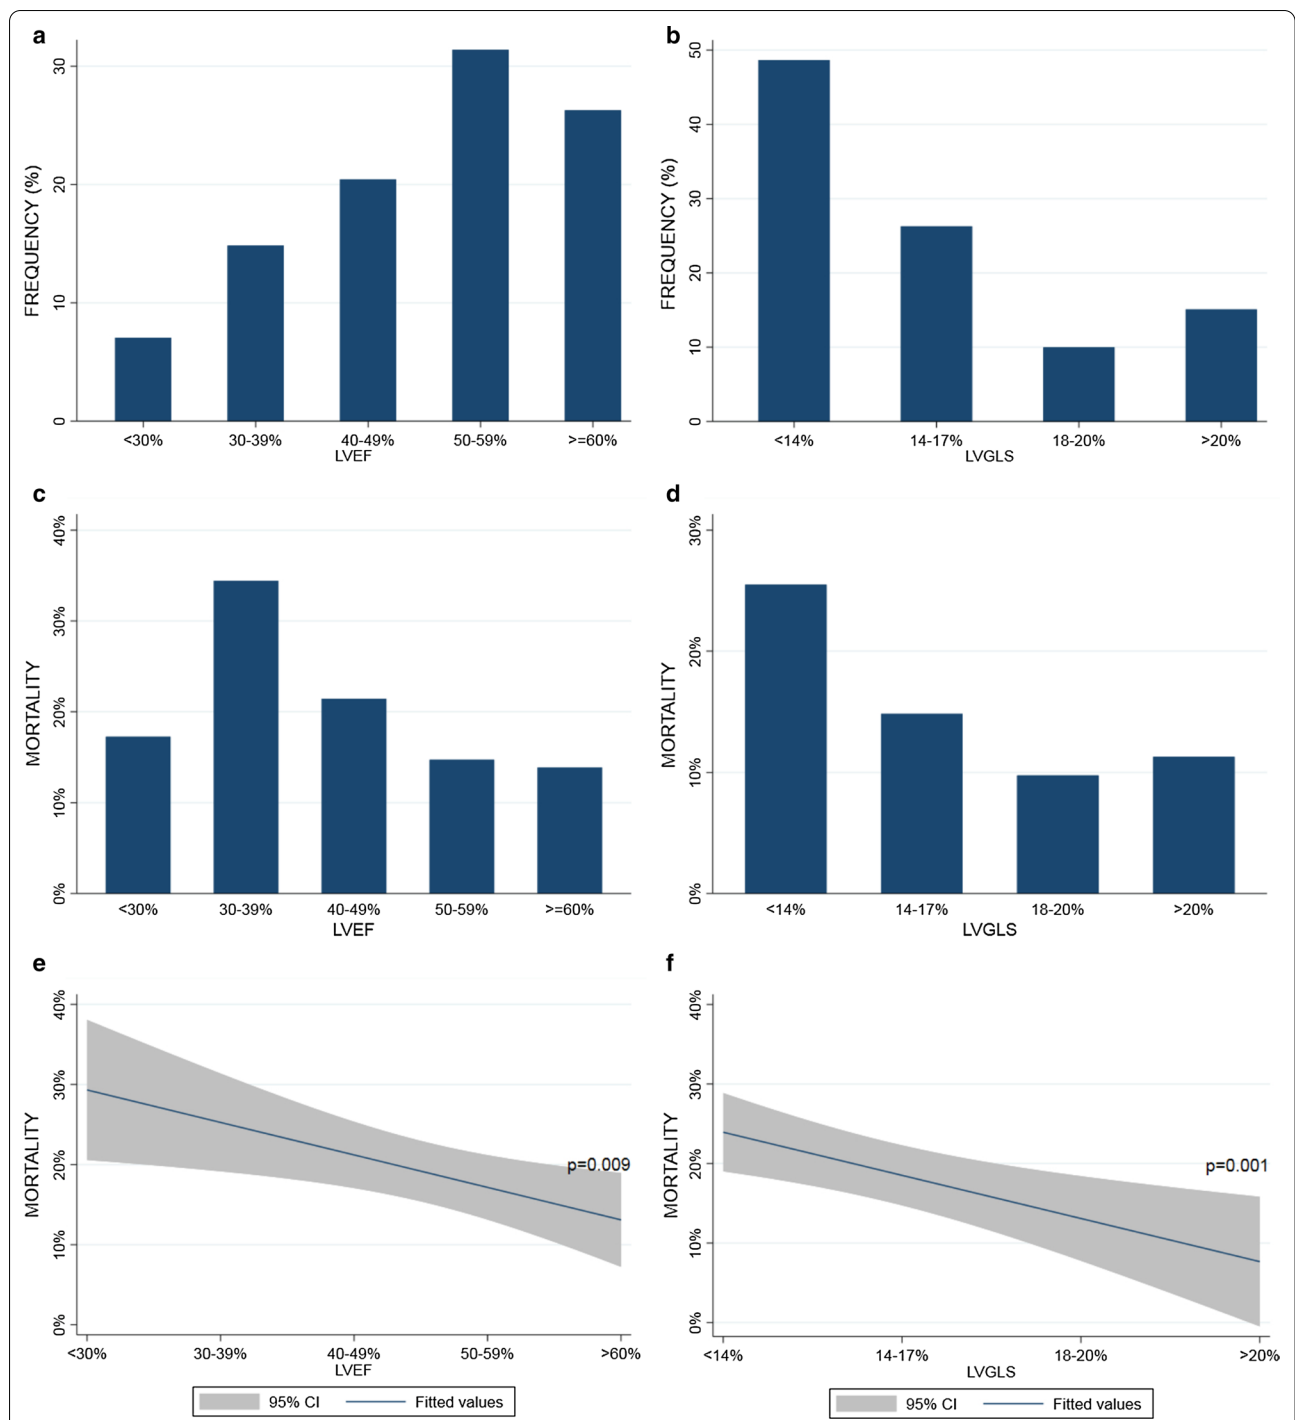 a
FREQUENCY (%)
30
20
10
0
<30% 30-39% 40-49% 50-59% >=60%
LVEF
b
FREQUENCY (%)
50
40
30
20
10
0
<14% 14-17% 18-20% >20%
LVGLS
c
MORTALITY
40%
30%
20%
10%
0%
<30% 30-39% 40-49% 50-59% >=60%
LVEF
d
MORTALITY
30%
20%
10%
0%
<14% 14-17% 18-20% >20%
LVGLS
e
MORTALITY
40%
30%
20%
10%
0%
p=0.009
<30% 30-39% 40-49% 50-59% >60%
LVEF
95% CI Fitted values
f
MORTALITY
40%
30%
20%
10%
0%
p=0.001
<14% 14-17% 18-20% >20%
LVGLS
95% CI Fitted values